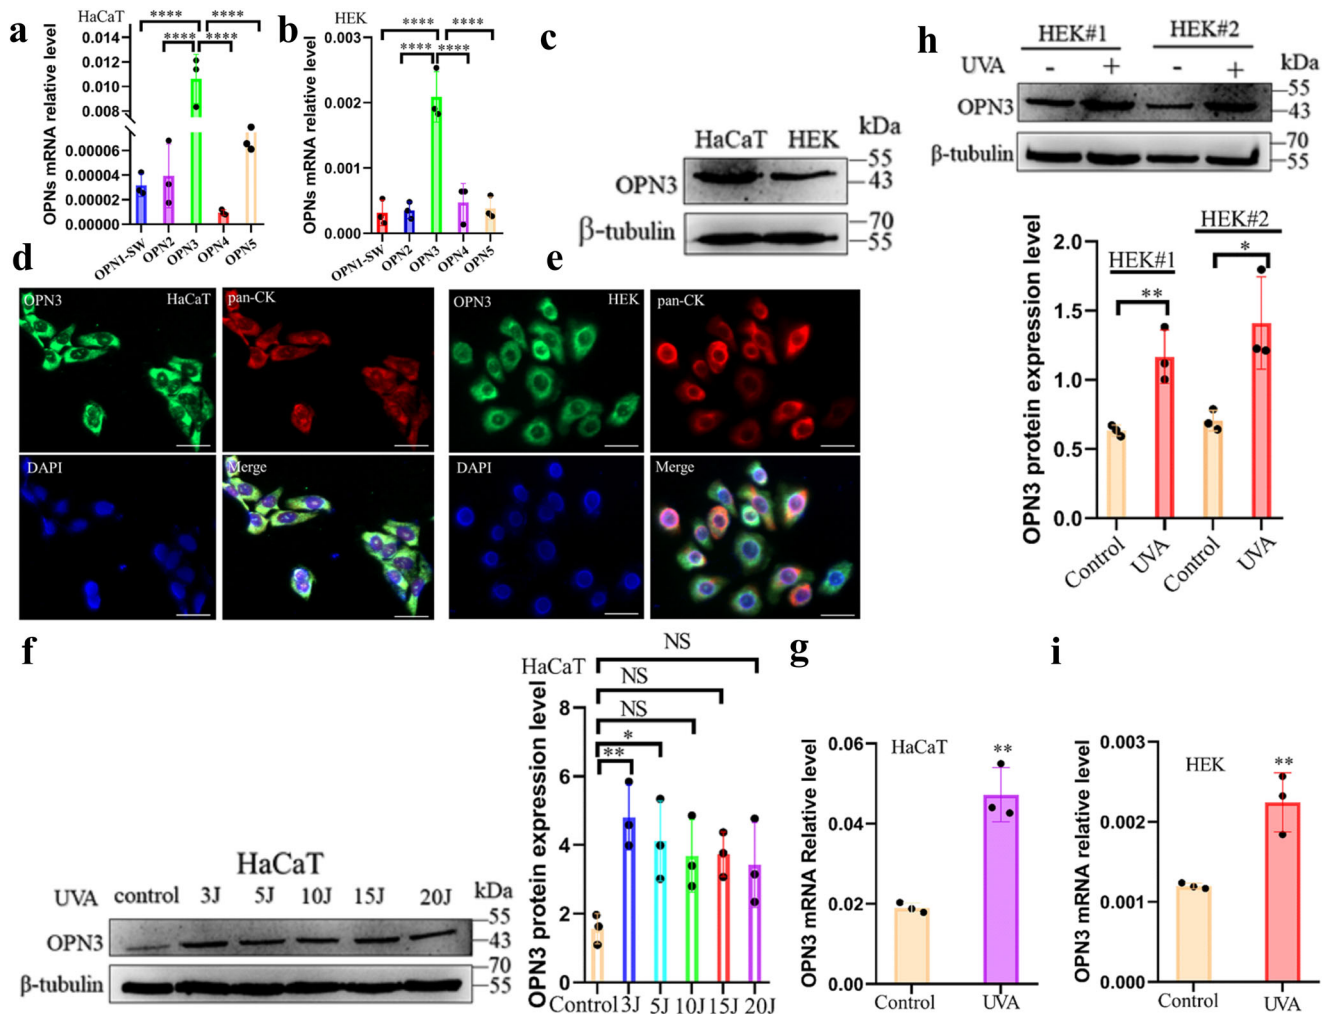 a
HaCaT
**** ****
**** ****
OPNs mRNA relative level
0.014
0.012
0.010
0.008
0.00006
0.00004
0.00002
0.00000
OPN1-SW OPN2 OPN3 OPN4 OPN5
b
HEK
**** ****
**** ****
OPNs mRNA relative level
0.003
0.002
0.001
0.000
OPN1-SW OPN2 OPN3 OPN4 OPN5
c
HaCaT HEK kDa
OPN3
55
43
β-tubulin
70
55
d
OPN3 HaCaT
pan-CK
DAPI
Merge
e
OPN3 HEK
pan-CK
DAPI
Merge
f
HaCaT
UVA control 3J 5J 10J 15J 20J kDa
OPN3
55
43
β-tubulin
70
55
HaCaT
NS
NS
NS
*
**
OPN3 protein expression level
8
6
4
2
0
Control 3J 5J 10J 15J 20J
g
HaCaT
**
OPN3 mRNA Relative level
0.06
0.04
0.02
0.00
Control UVA
h
HEK#1 HEK#2
UVA - + - + kDa
OPN3
55
43
β-tubulin
70
55
HEK#2
*
HEK#1
**
OPN3 protein expression level
2.0
1.5
1.0
0.5
0.0
Control UVA Control UVA
i
HEK
**
OPN3 mRNA relative level
0.003
0.002
0.001
0.000
Control UVA